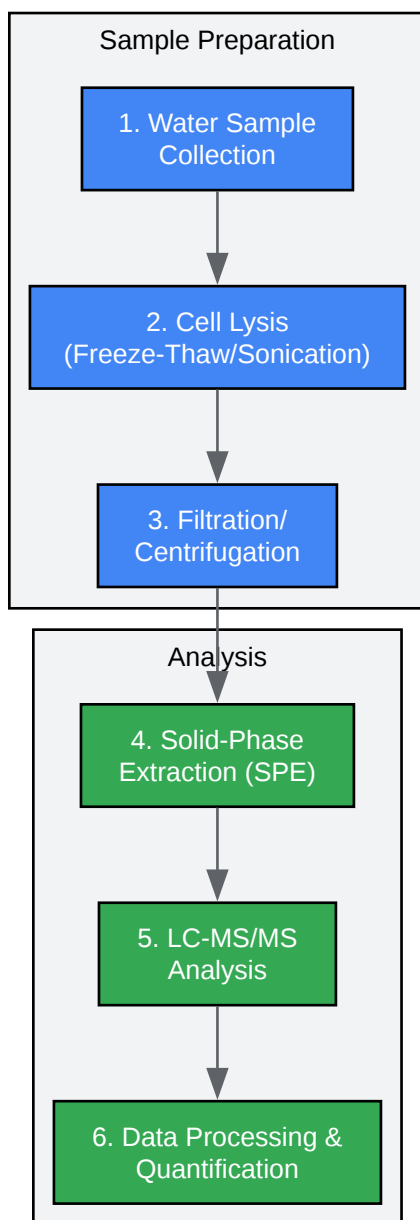 Sample Preparation
1. Water Sample
Collection
2. Cell Lysis
(Freeze-Thaw/Sonication)
3. Filtration/
Centrifugation
Analysis
4. Solid-Phase
Extraction (SPE)
5. LC-MS/MS
Analysis
6. Data Processing &
Quantification